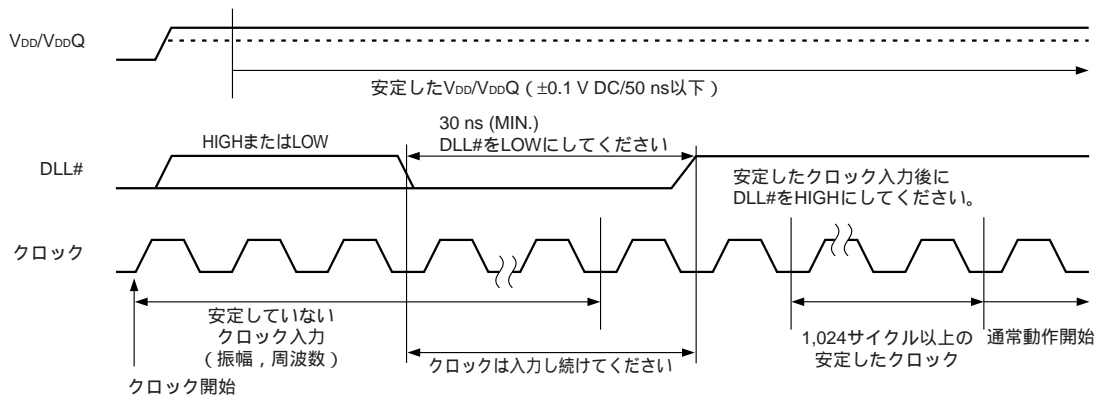 VDD/VDDQ
安定したVDD/VDDQ（±0.1 V DC/50 ns以下）
30 ns (MIN.)
HIGHまたはLOW
DLL#をLOWにしてください
DLL#
安定したクロック入力後に
DLL#をHIGHにしてください。
クロック
安定していない
クロック入力
（振幅，周波数）
クロックは入力し続けてください
1,024サイクル以上の
安定したクロック
通常動作開始
クロック開始